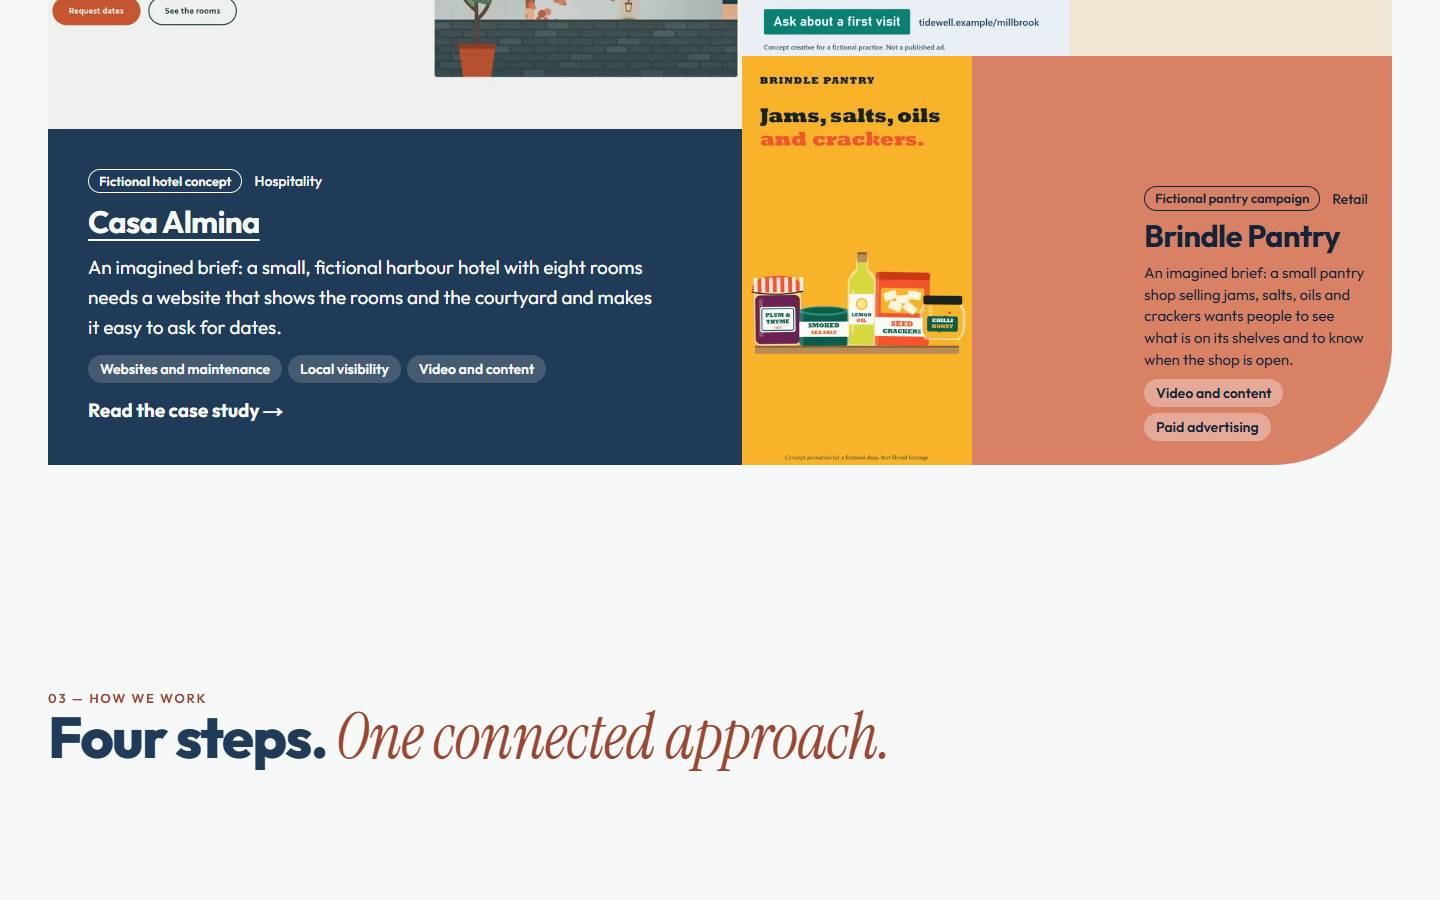 Request dates
See the rooms
Ask about a first visit
tidewell.example/millbrook
Concept creative for a fictional practice. Not a published ad.
Fictional hotel concept
Hospitality
Casa Almina
An imagined brief: a small, fictional harbour hotel with eight rooms
needs a website that shows the rooms and the courtyard and makes
it easy to ask for dates.
Websites and maintenance
Local visibility
Video and content
Read the case study →
BRINDLE PANTRY
Jams, salts, oils
and crackers.
PLUM &
THYME
SMOKED
SEA SALT
LEMON
OIL
SEED
CRACKERS
CHILLI
HONEY
Concept animation for a fictional shop. Not filmed footage.
Fictional pantry campaign
Retail
Brindle Pantry
An imagined brief: a small pantry
shop selling jams, salts, oils and
crackers wants people to see
what is on its shelves and to know
when the shop is open.
Video and content
Paid advertising
03 — HOW WE WORK
Four steps. One connected approach.